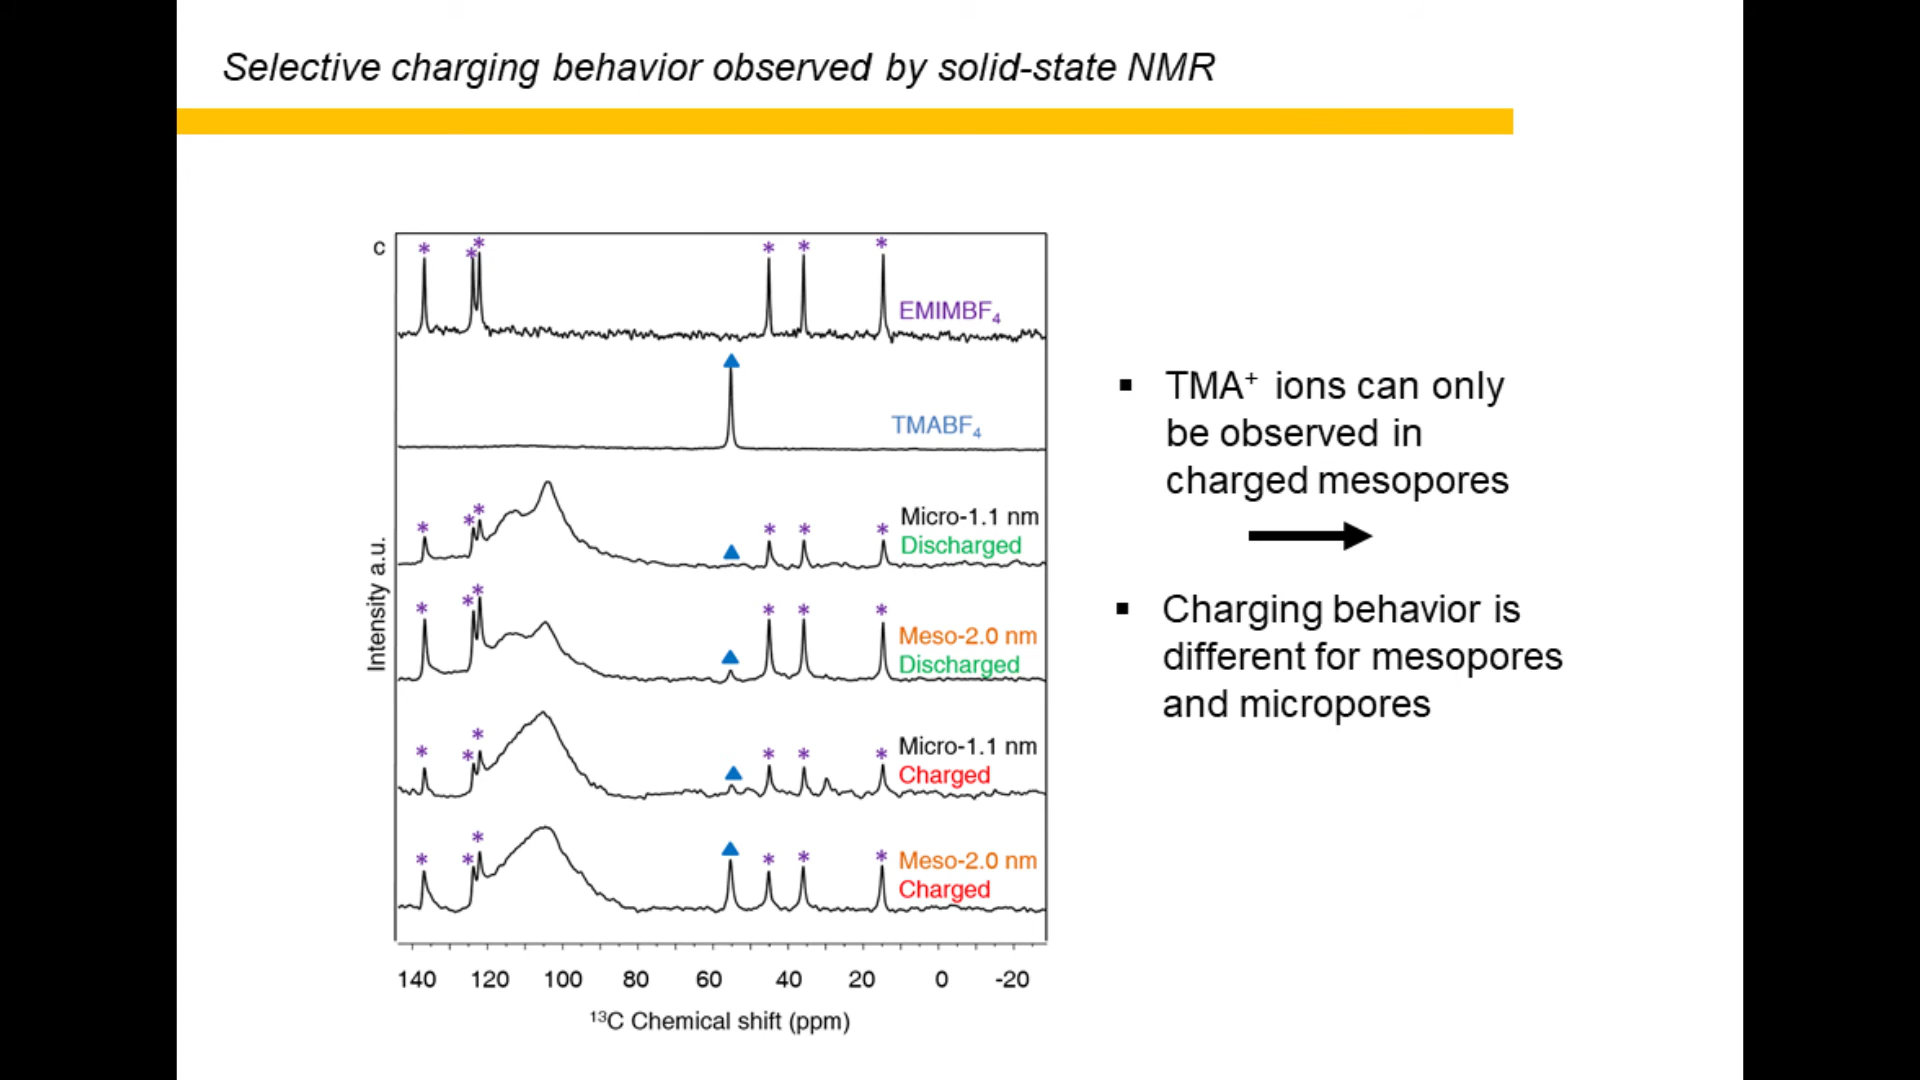 Selective charging behavior observed by solid-state NMR
c
* * * * * *
EMIMBF₄
TMABF₄
* * * * * *
Micro-1.1 nm
Discharged
* * * * * *
Meso-2.0 nm
Discharged
* * * * * *
Micro-1.1 nm
Charged
* * * * * *
Meso-2.0 nm
Charged
Intensity a.u.
140 120 100 80 60 40 20 0 -20
¹³C Chemical shift (ppm)
▪ TMA⁺ ions can only
be observed in
charged mesopores
▪ Charging behavior is
different for mesopores
and micropores